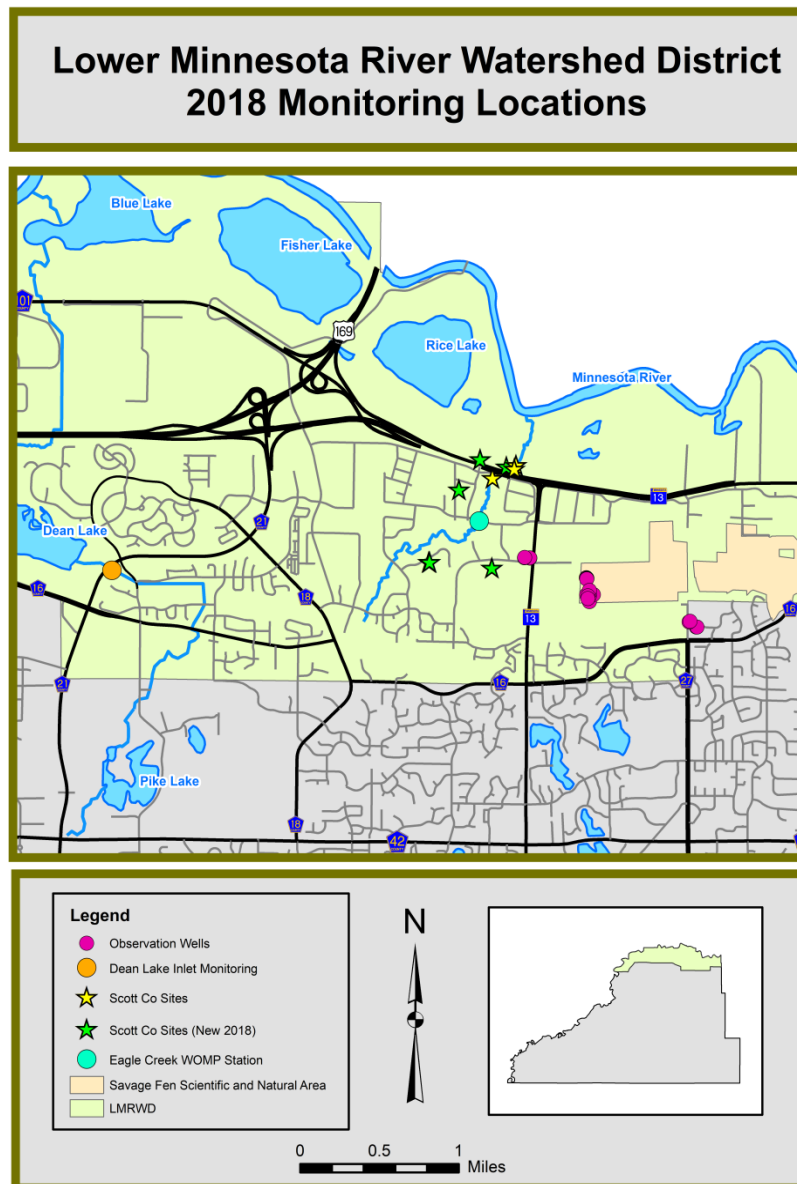 Lower Minnesota River Watershed District
2018 Monitoring Locations
Blue Lake
Fisher Lake
101
169
Rice Lake
Minnesota River
13
Dean Lake
21
16
18
13
16
21
16
27
Pike Lake
18
42
Legend
Observation Wells
Dean Lake Inlet Monitoring
Scott Co Sites
Scott Co Sites (New 2018)
Eagle Creek WOMP Station
Savage Fen Scientific and Natural Area
LMRWD
N
0 0.5 1
Miles